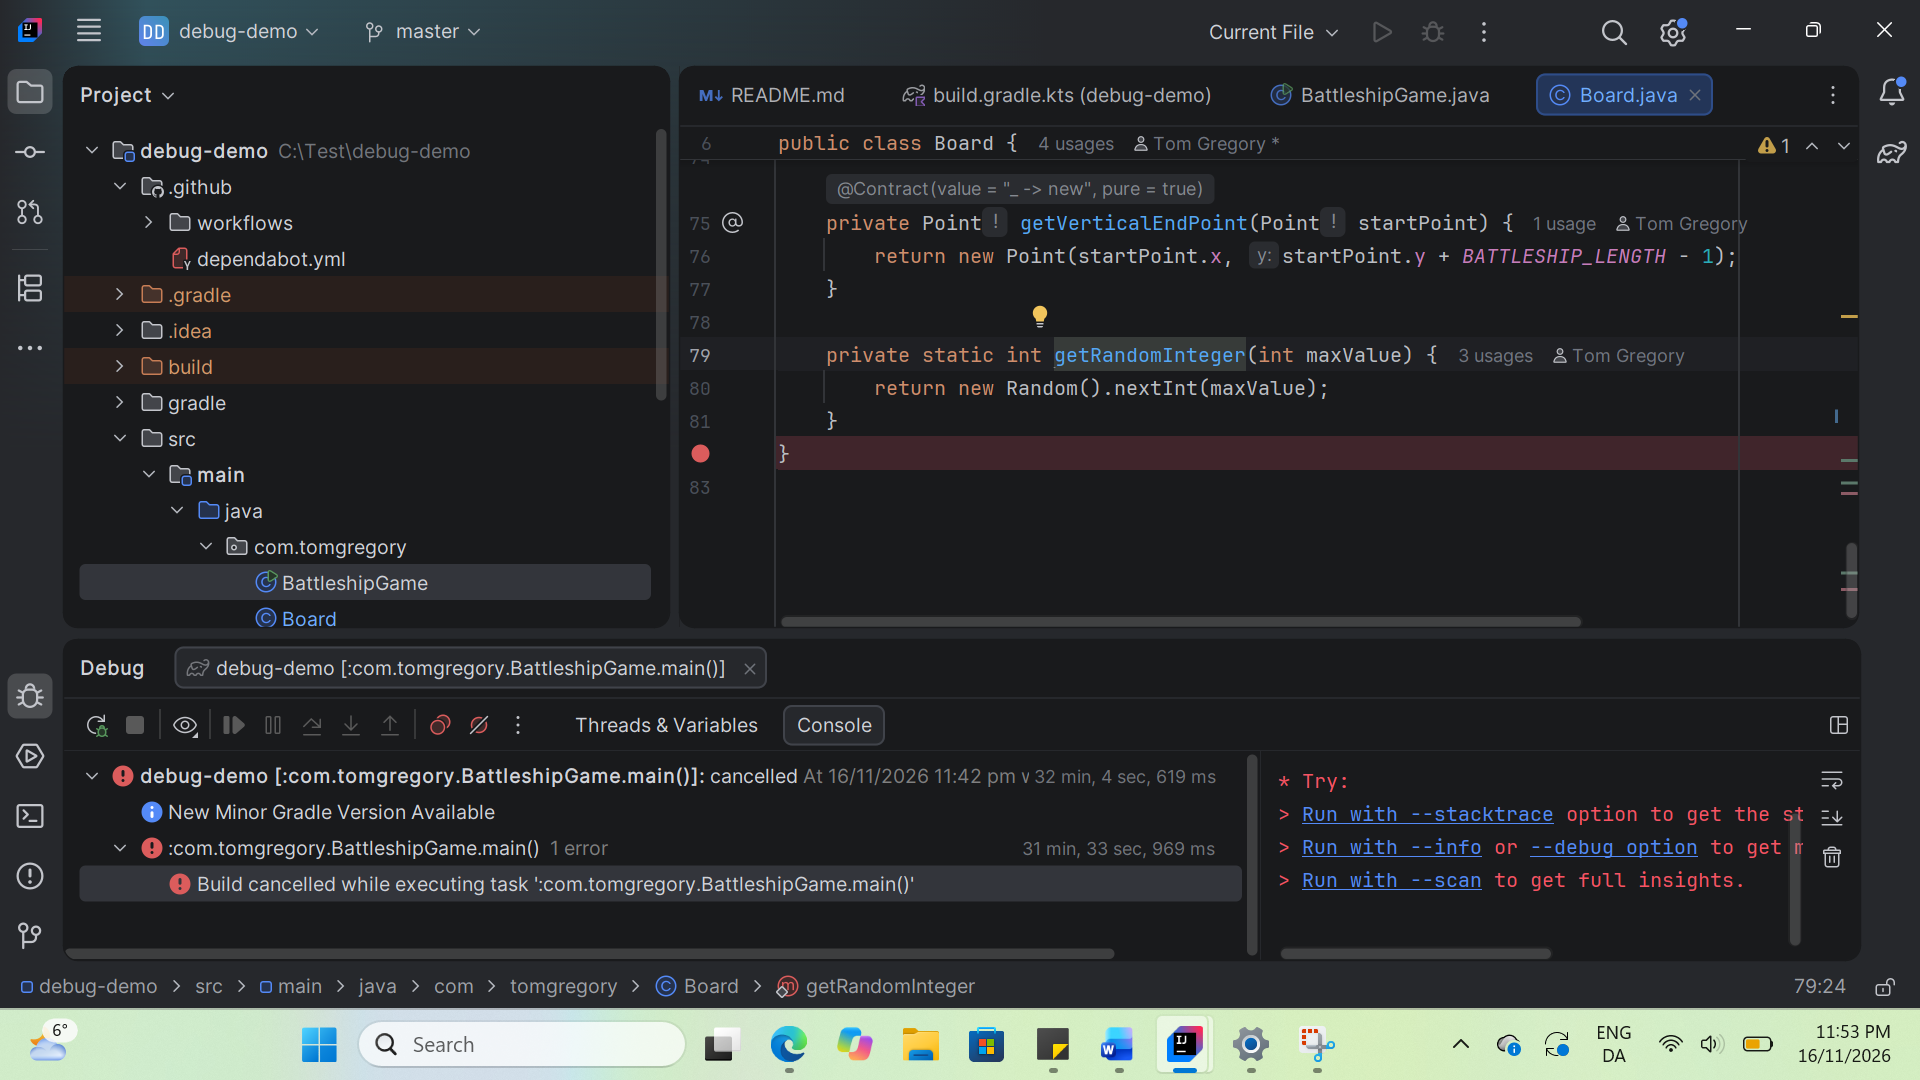 DD debug-demo
master
Current File
Project
debug-demo C:\Test\debug-demo
.github
workflows
dependabot.yml
.gradle
.idea
build
gradle
src
main
java
com.tomgregory
BattleshipGame
Board
README.md
build.gradle.kts (debug-demo)
BattleshipGame.java
Board.java
6 public class Board { 4 usages Tom Gregory *
1
@Contract(value = "_ -> new", pure = true)
75 private Point ! getVerticalEndPoint(Point ! startPoint) { 1 usage Tom Gregory
76 return new Point(startPoint.x, y: startPoint.y + BATTLESHIP_LENGTH - 1);
77 }
78
79 private static int getRandomInteger(int maxValue) { 3 usages Tom Gregory
80 return new Random().nextInt(maxValue);
81 }
}
83
Debug
debug-demo [:com.tomgregory.BattleshipGame.main()]
Threads & Variables
Console
debug-demo [:com.tomgregory.BattleshipGame.main()]: cancelled At 16/11/2026 11:42 pm 32 min, 4 sec, 619 ms
New Minor Gradle Version Available
:com.tomgregory.BattleshipGame.main() 1 error 31 min, 33 sec, 969 ms
Build cancelled while executing task ':com.tomgregory.BattleshipGame.main()'
* Try:
> Run with --stacktrace option to get the st
> Run with --info or --debug option to get
> Run with --scan to get full insights.
debug-demo > src > main > java > com > tomgregory > Board > getRandomInteger
79:24
6°
Search
ENG
DA
11:53 PM
16/11/2026